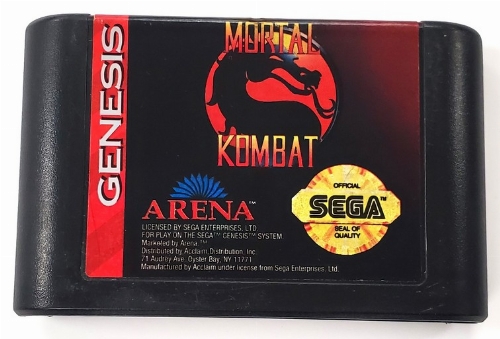 GENESIS
MORTAL
KOMBAT
ARENA™
LICENSED BY SEGA ENTERPRISES, LTD
FOR PLAY ON THE SEGA™ GENESIS™ SYSTEM.
Marketed by Arena ™
Distributed by Acclaim Distribution, Inc.
71 Audrey Ave, Oyster Bay, NY 11771
Manufactured by Acclaim under license from Sega Enterprises, Ltd.
OFFICIAL
SEGA
SEAL OF
QUALITY